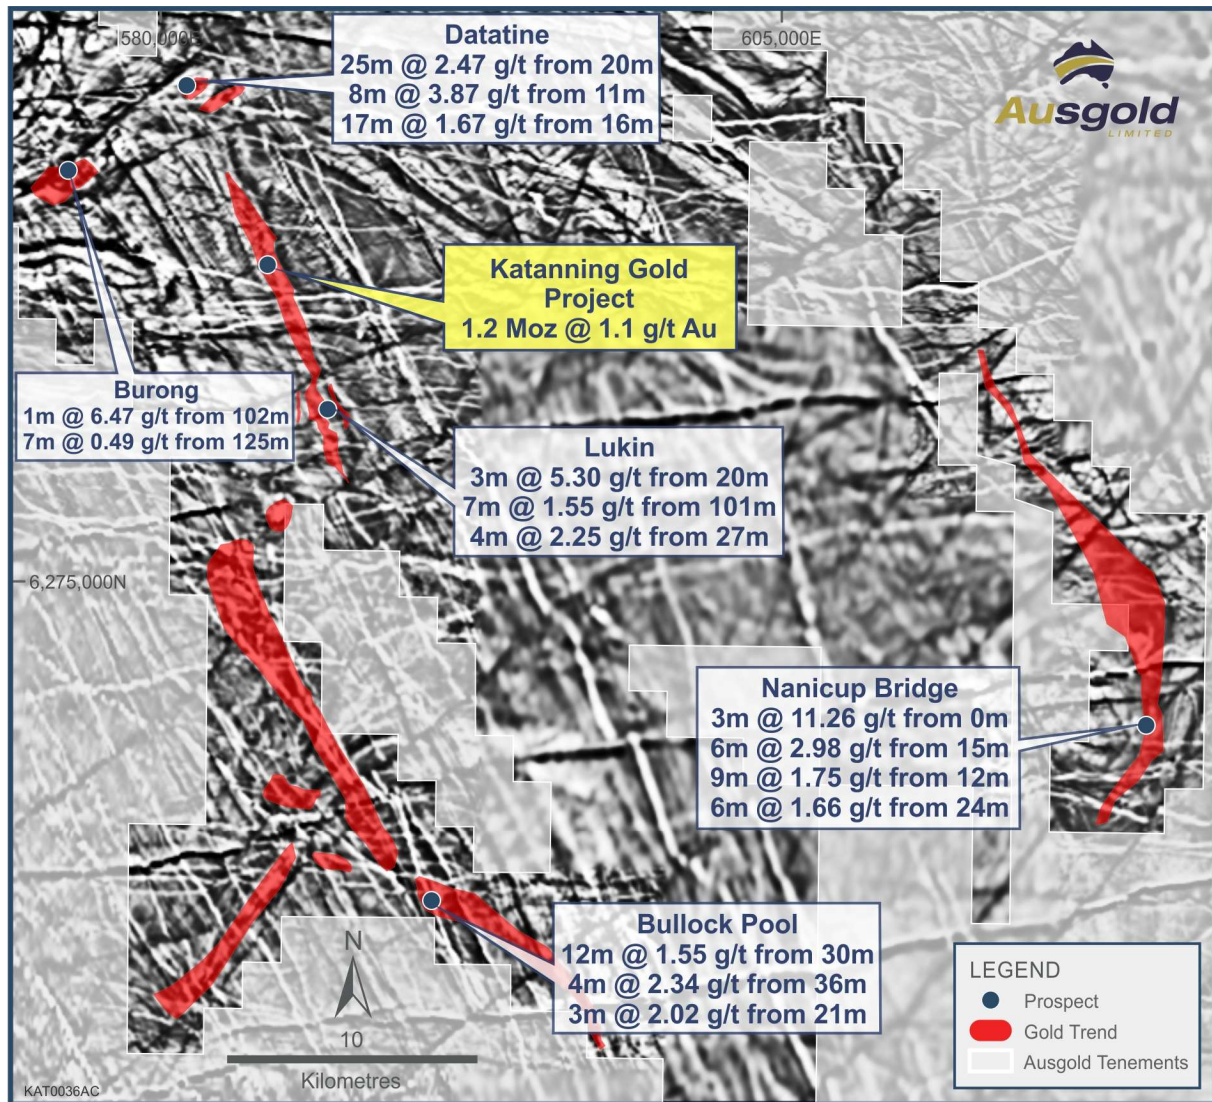 580,000E
605,000E
Datatine
25m @ 2.47 g/t from 20m
8m @ 3.87 g/t from 11m
17m @ 1.67 g/t from 16m
Ausgold
LIMITED
Katanning Gold
Project
1.2 Moz @ 1.1 g/t Au
Burong
1m @ 6.47 g/t from 102m
7m @ 0.49 g/t from 125m
Lukin
3m @ 5.30 g/t from 20m
7m @ 1.55 g/t from 101m
4m @ 2.25 g/t from 27m
6,275,000N
Nanicup Bridge
3m @ 11.26 g/t from 0m
6m @ 2.98 g/t from 15m
9m @ 1.75 g/t from 12m
6m @ 1.66 g/t from 24m
Bullock Pool
12m @ 1.55 g/t from 30m
4m @ 2.34 g/t from 36m
3m @ 2.02 g/t from 21m
N
10
Kilometres
LEGEND
Prospect
Gold Trend
Ausgold Tenements
KAT0036AC